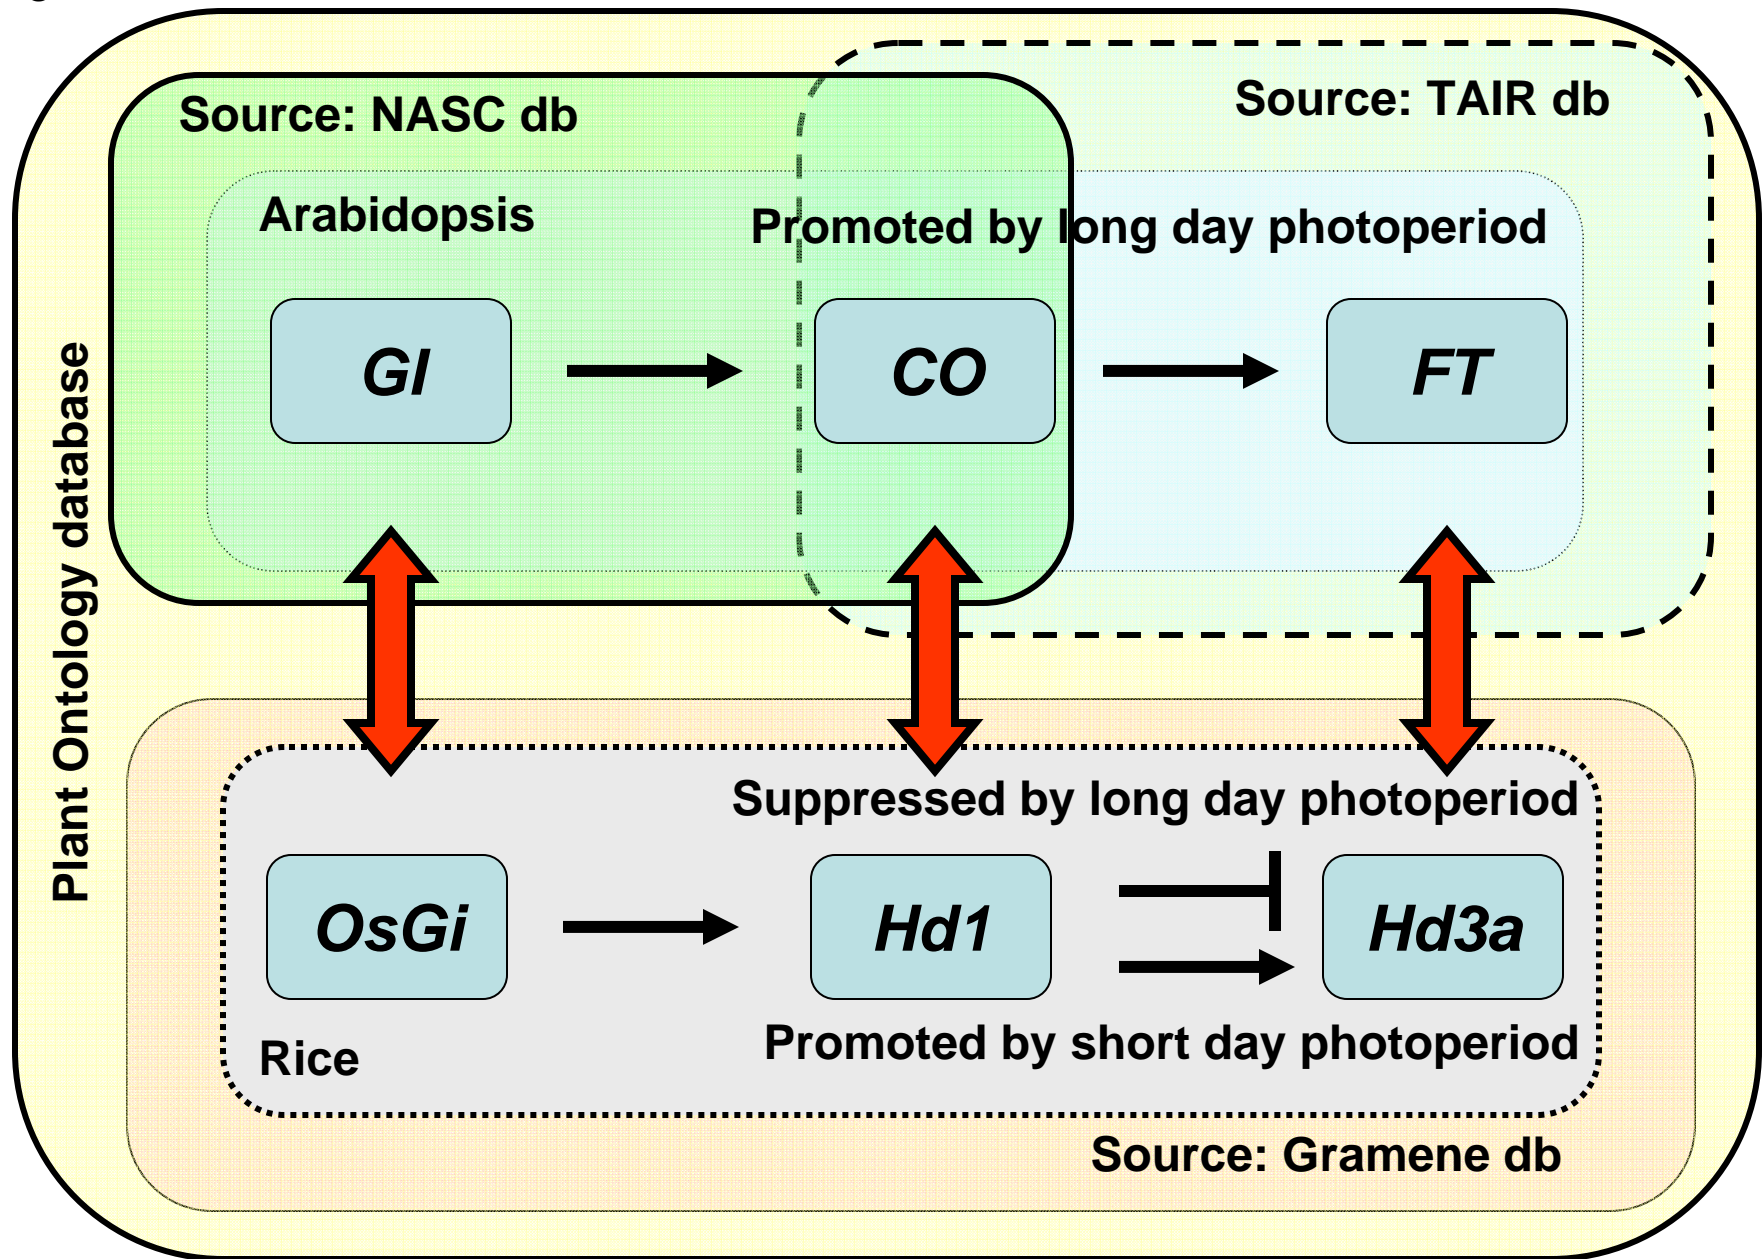 Source: NASC db
Source: TAIR db
Arabidopsis
Promoted by long day photoperiod
GI
CO
FT
Plant Ontology database
Suppressed by long day photoperiod
OsGi
Hd1
Hd3a
Rice
Promoted by short day photoperiod
Source: Gramene db